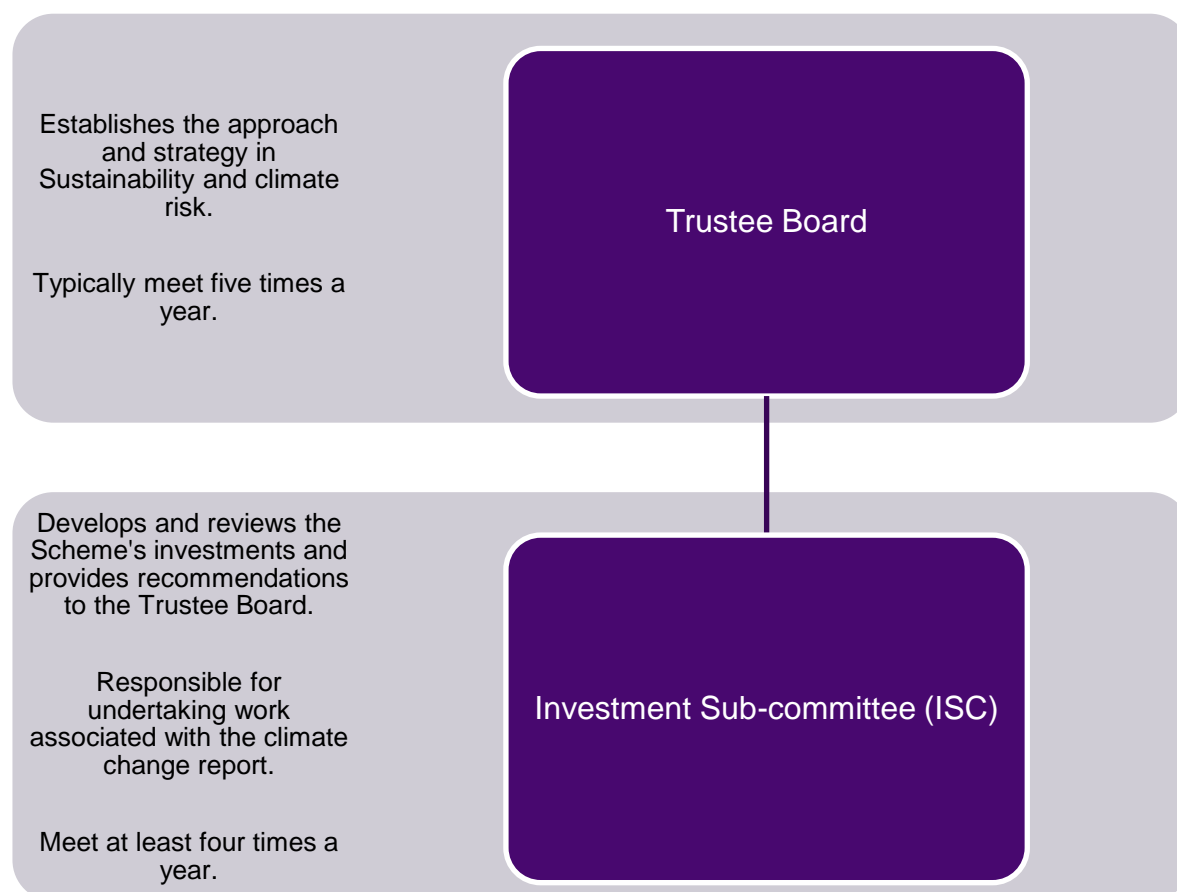 Establishes the approach
and strategy in
Sustainability and climate
risk.
Typically meet five times a
year.
Trustee Board
Develops and reviews the
Scheme's investments and
provides recommendations
to the Trustee Board.
Responsible for
undertaking work
associated with the climate
change report.
Meet at least four times a
year.
Investment Sub-committee (ISC)